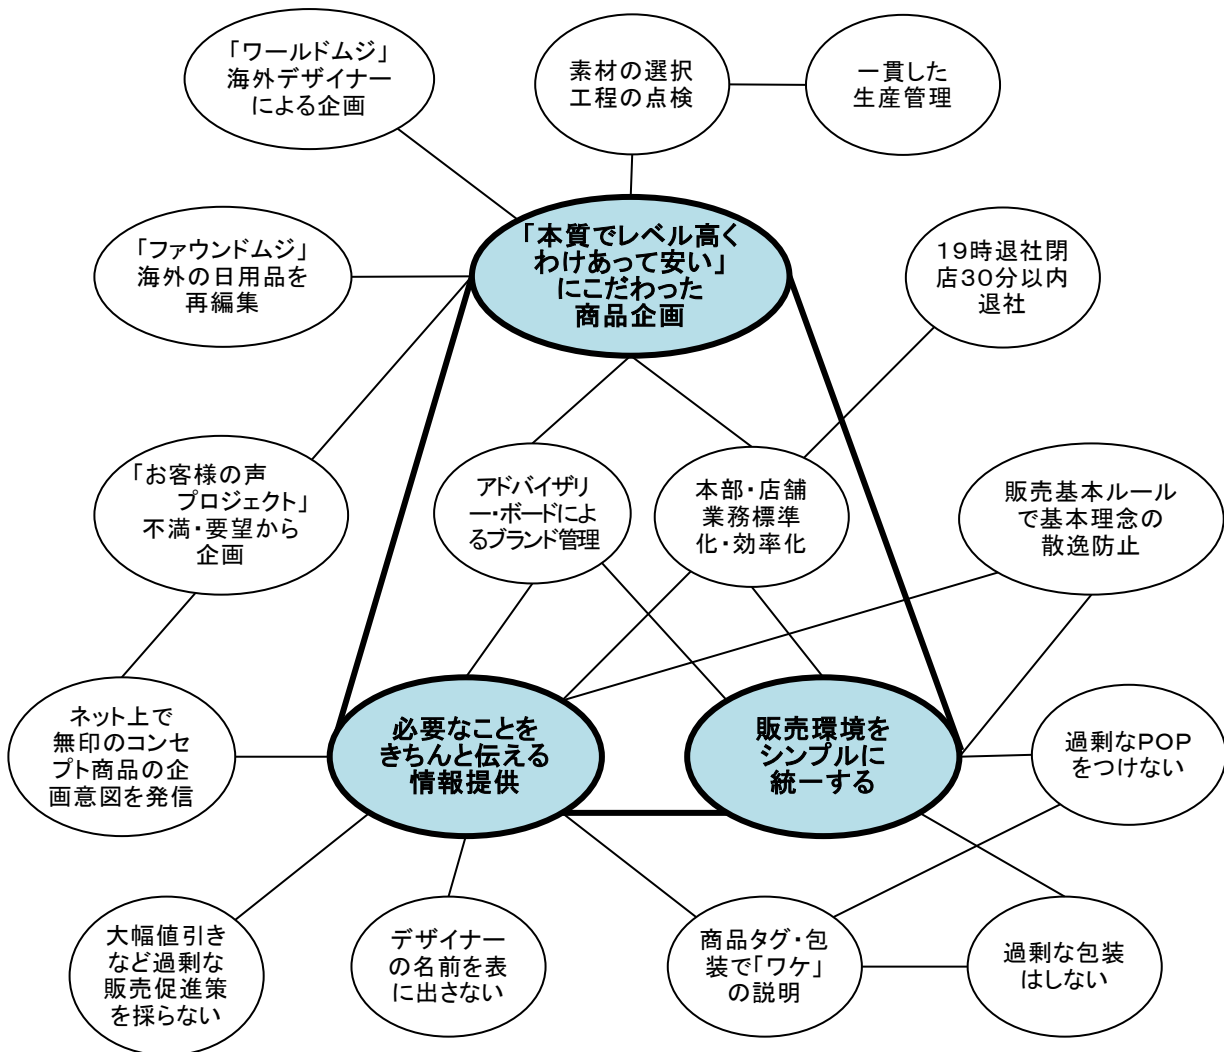 「ワールドムジ」
海外デザイナー
による企画
素材の選択
工程の点検
一貫した
生産管理
「本質でレベル高く
わけあって安い」
にこだわった
商品企画
「ファウンドムジ」
海外の日用品を
再編集
19時退社閉
店30分以内
退社
「お客様の声
プロジェクト」
不満・要望から
企画
アドバイザリ
ー・ボードによ
るブランド管理
本部・店舗
業務標準
化・効率化
販売基本ルール
で基本理念の
散逸防止
ネット上で
無印のコンセ
プト商品の企
画意図を発信
必要なことを
きちんと伝える
情報提供
販売環境を
シンプルに
統一する
過剰なPOP
をつけない
大幅値引き
など過剰な
販売促進策
を採らない
デザイナー
の名前を表
に出さない
商品タグ・包
装で「ワケ」
の説明
過剰な包装
はしない